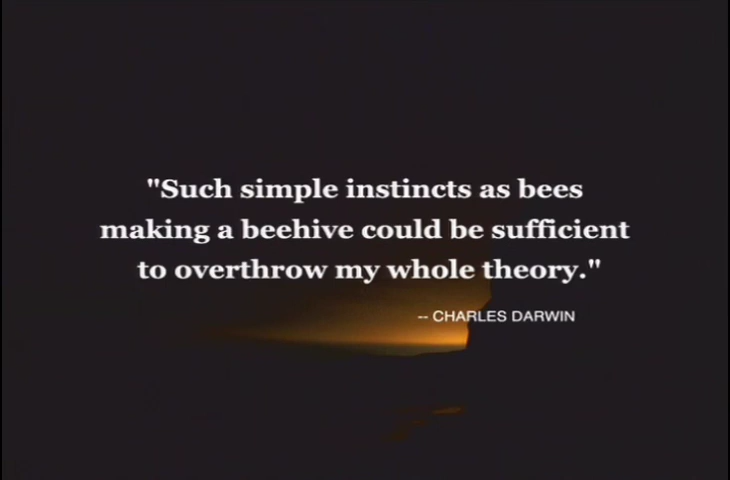 "Such simple instincts as bees
making a beehive could be sufficient
to overthrow my whole theory."
-- CHARLES DARWIN